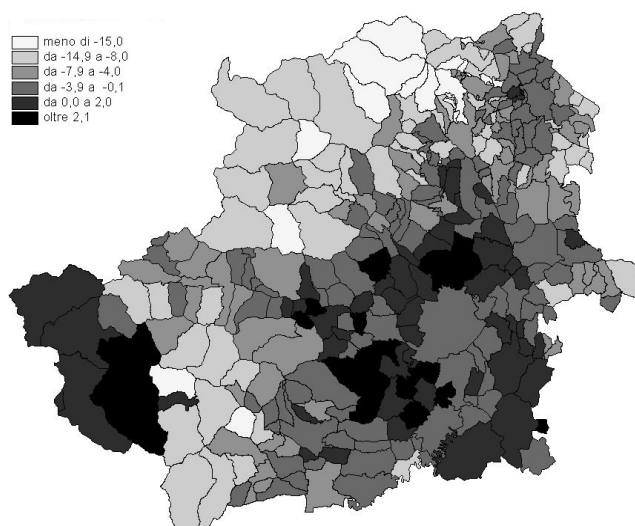 meno di -15,0
da -14,9 a -8,0
da -7,9 a -4,0
da -3,9 a -0,1
da 0,0 a 2,0
oltre 2,1